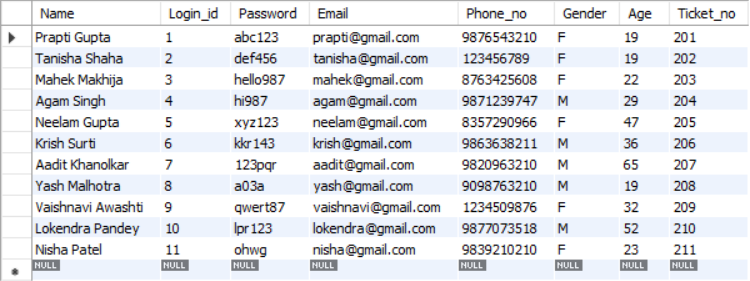 Name Login_id Password Email Phone_no Gender Age Ticket_no
Prapti Gupta 1 abc123 prapti@gmail.com 9876543210 F 19 201
Tanisha Shaha 2 def456 tanisha@gmail.com 123456789 F 19 202
Mahek Makhija 3 hello987 mahek@gmail.com 8763425608 F 22 203
Agam Singh 4 hi987 agam@gmail.com 9871239747 M 29 204
Neelam Gupta 5 xyz123 neelam@gmail.com 8357290966 F 47 205
Krish Surti 6 kkr143 krish@gmail.com 9863638211 M 36 206
Aadit Khanolkar 7 123pqr aadit@gmail.com 9820963210 M 65 207
Yash Malhotra 8 a03a yash@gmail.com 9098763210 M 19 208
Vaishnavi Awashti 9 qwert87 vaishnavi@gmail.com 1234509876 F 32 209
Lokendra Pandey 10 lpr123 lokendra@gmail.com 9877073518 M 52 210
Nisha Patel 11 ohwg nisha@gmail.com 9839210210 F 23 211
NULL NULL NULL NULL NULL NULL NULL NULL